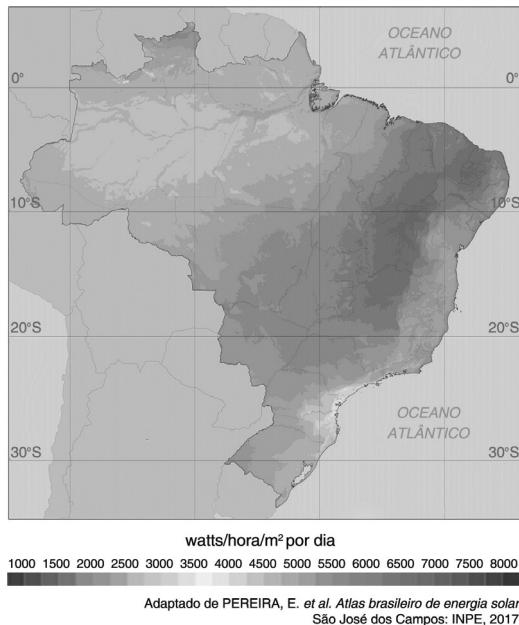 OCEANO
ATLÂNTICO
0°
0°
10°S
10°S
20°S
20°S
OCEANO
ATLÂNTICO
30°S
30°S
watts/hora/m² por dia
1000 1500 2000 2500 3000 3500 4000 4500 5000 6000 6500 7000 7500 8000
Adaptado de PEREIRA, E. et al. Atlas brasileiro de energia solar
São José dos Campos: INPE, 2017